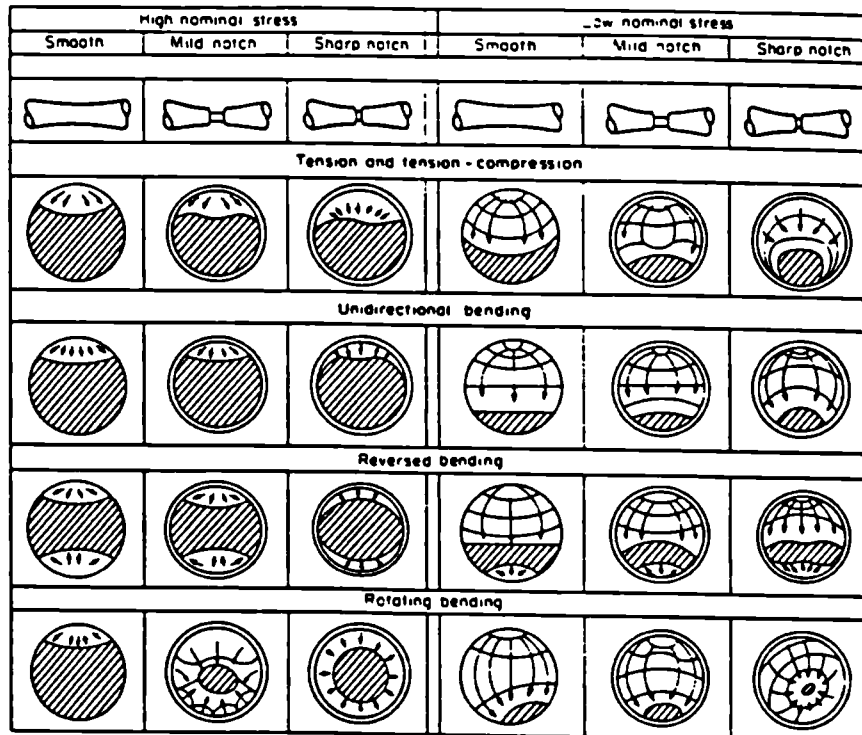 High nominal stress Low nominal stress
Smooth Mild notch Sharp notch Smooth Mild notch Sharp notch
Tension and tension-compression
Unidirectional bending
Reversed bending
Rotating bending